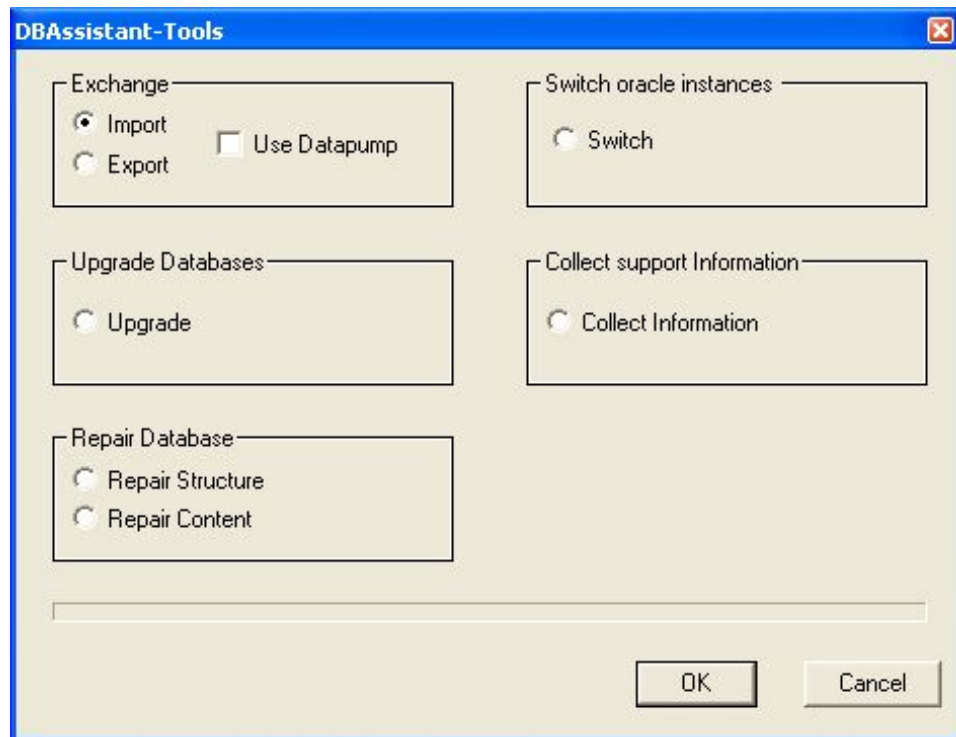 DBAssistant-Tools
Exchange
Import
Use Datapump
Export
Switch oracle instances
Switch
Upgrade Databases
Upgrade
Collect support Information
Collect Information
Repair Database
Repair Structure
Repair Content
OK
Cancel